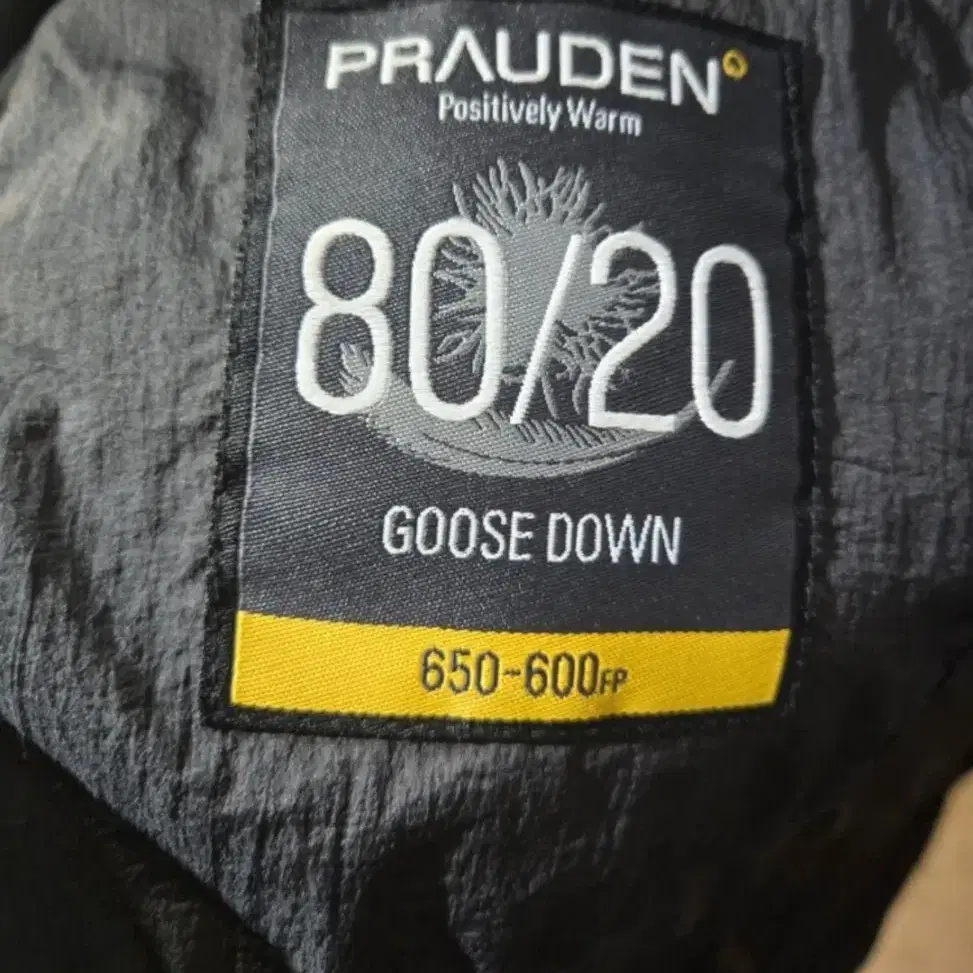 PRAUDEN
Positively Warm
80/20
GOOSE DOWN
650~600FP